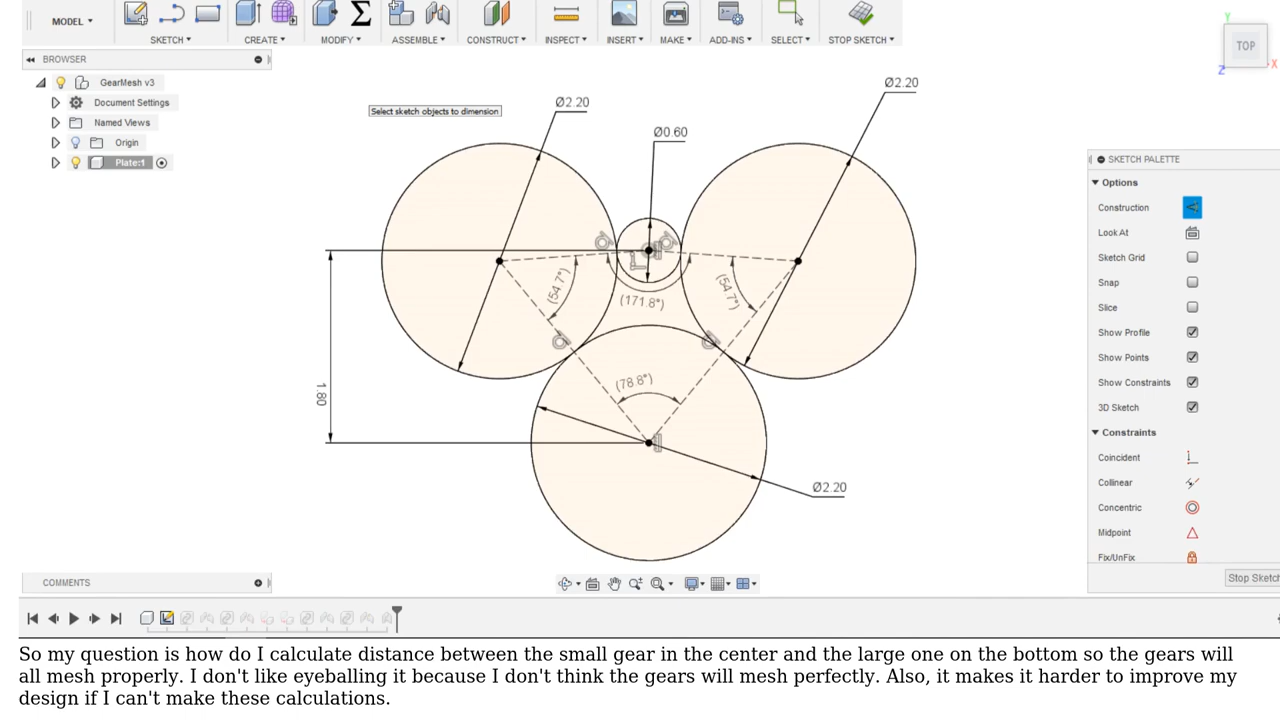 MODEL ▾
SKETCH ▾ CREATE ▾ MODIFY ▾ ASSEMBLE ▾ CONSTRUCT ▾ INSPECT ▾ INSERT ▾ MAKE ▾ ADD-INS ▾ SELECT ▾ STOP SKETCH ▾
TOP
Y
X
Z
BROWSER
GearMesh v3
Document Settings
Named Views
Origin
Plate:1
Select sketch objects to dimension
Ø2.20
Ø0.60
Ø2.20
(54.7°)
(171.8°)
(54.7°)
1.80
(78.8°)
Ø2.20
SKETCH PALETTE
Options
Construction
Look At
Sketch Grid
Snap
Slice
Show Profile
Show Points
Show Constraints
3D Sketch
Constraints
Coincident
Collinear
Concentric
Midpoint
Fix/UnFix
Stop Sketch
COMMENTS
So my question is how do I calculate distance between the small gear in the center and the large one on the bottom so the gears will
all mesh properly. I don't like eyeballing it because I don't think the gears will mesh perfectly. Also, it makes it harder to improve my
design if I can't make these calculations.